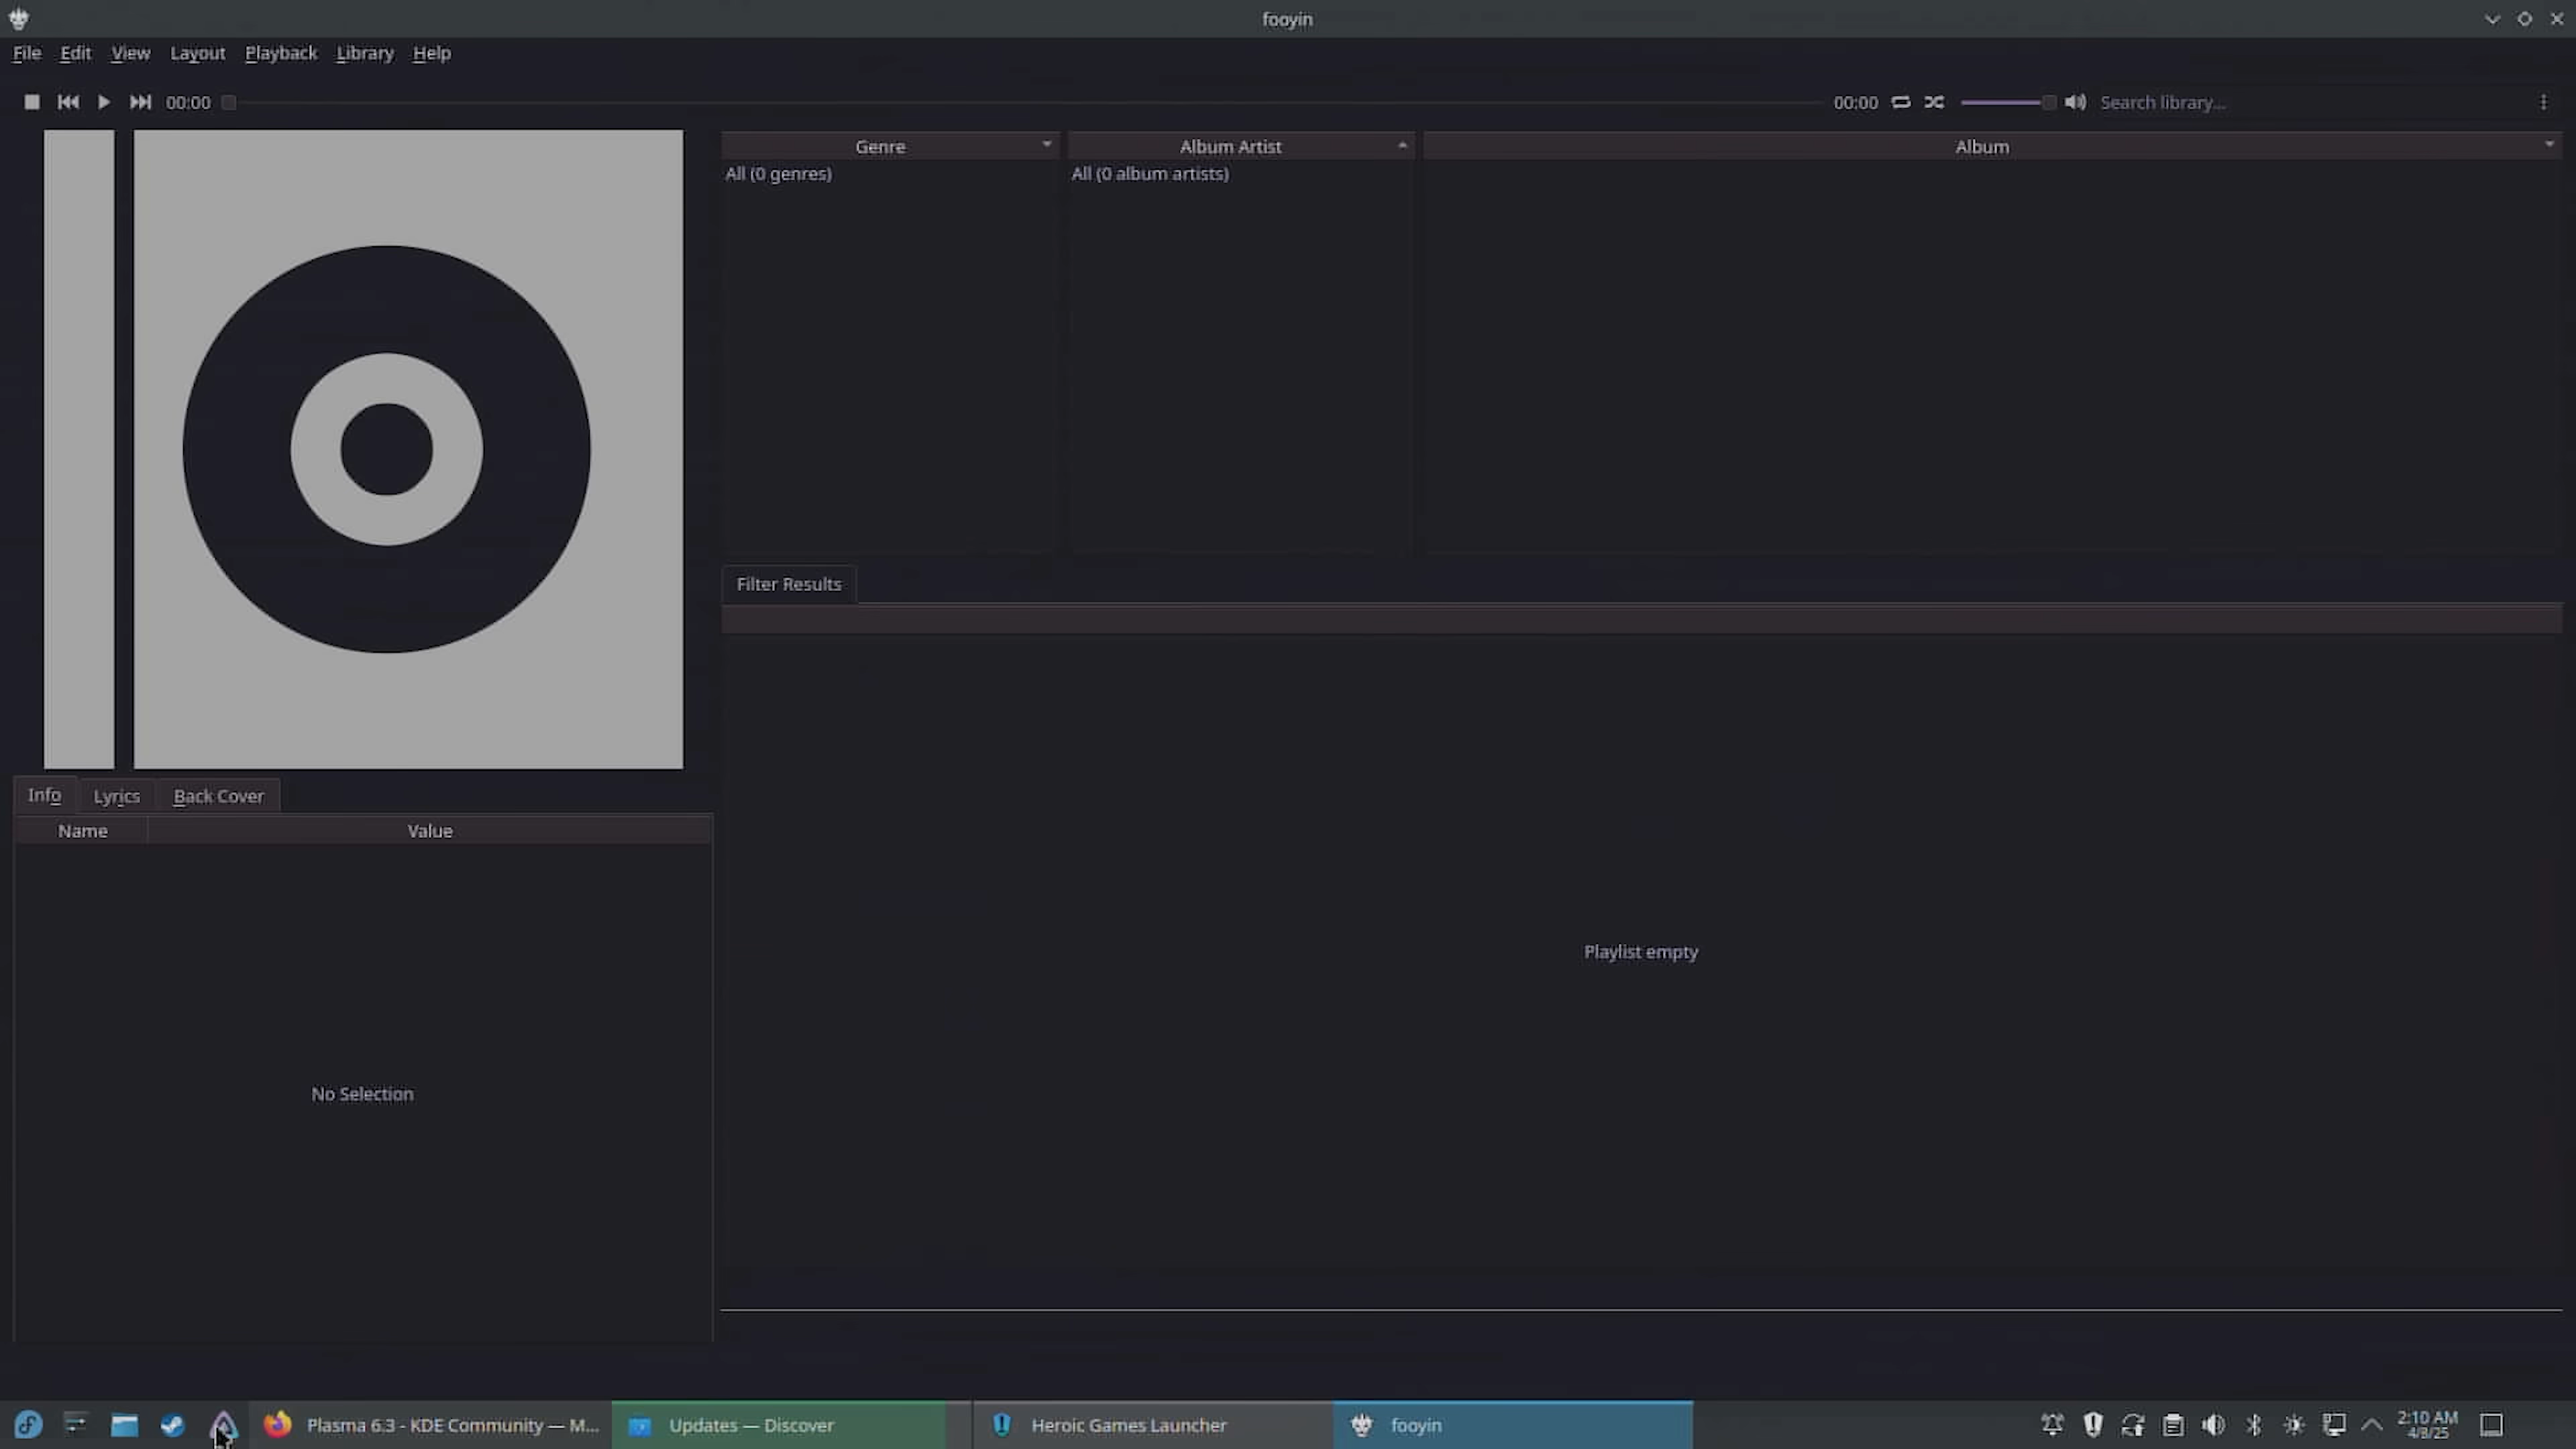 fooyin
File Edit View Layout Playback Library Help
00:00 00:00 Search library...
Genre Album Artist Album
All (0 genres) All (0 album artists)
Filter Results
Playlist empty
Info Lyrics Back Cover
Name Value
No Selection
Plasma 6.3 - KDE Community — M... Updates — Discover Heroic Games Launcher fooyin 2:10 AM
4/8/25